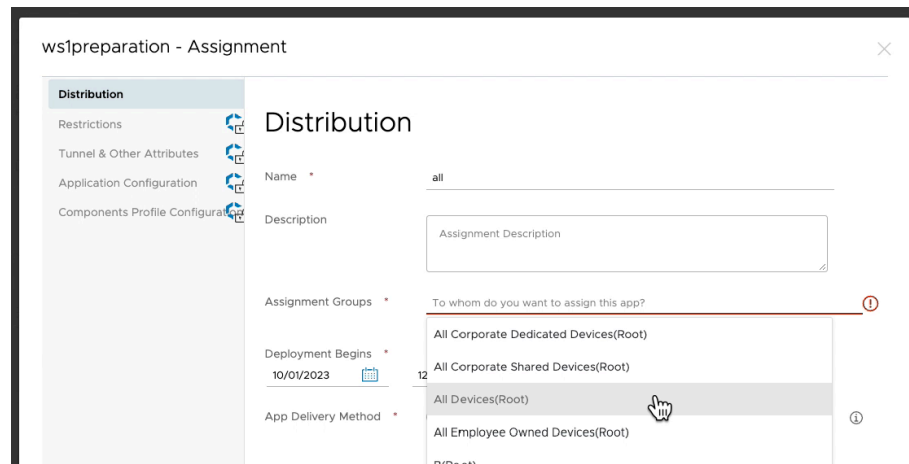 ws1preparation - Assignment
Distribution
Restrictions
Tunnel & Other Attributes
Application Configuration
Components Profile Configuration
Distribution
Name *
all
Description
Assignment Description
Assignment Groups *
To whom do you want to assign this app?
All Corporate Dedicated Devices(Root)
All Corporate Shared Devices(Root)
All Devices(Root)
All Employee Owned Devices(Root)
Deployment Begins *
10/01/2023
12
App Delivery Method *